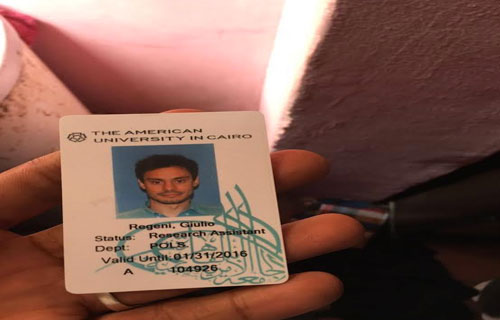 THE AMERICAN
UNIVERSITY IN CAIRO
Regeni, Giulio
Status: Research Assistant
Dept: POLS
Valid Until: 01/31/2016
A 104926